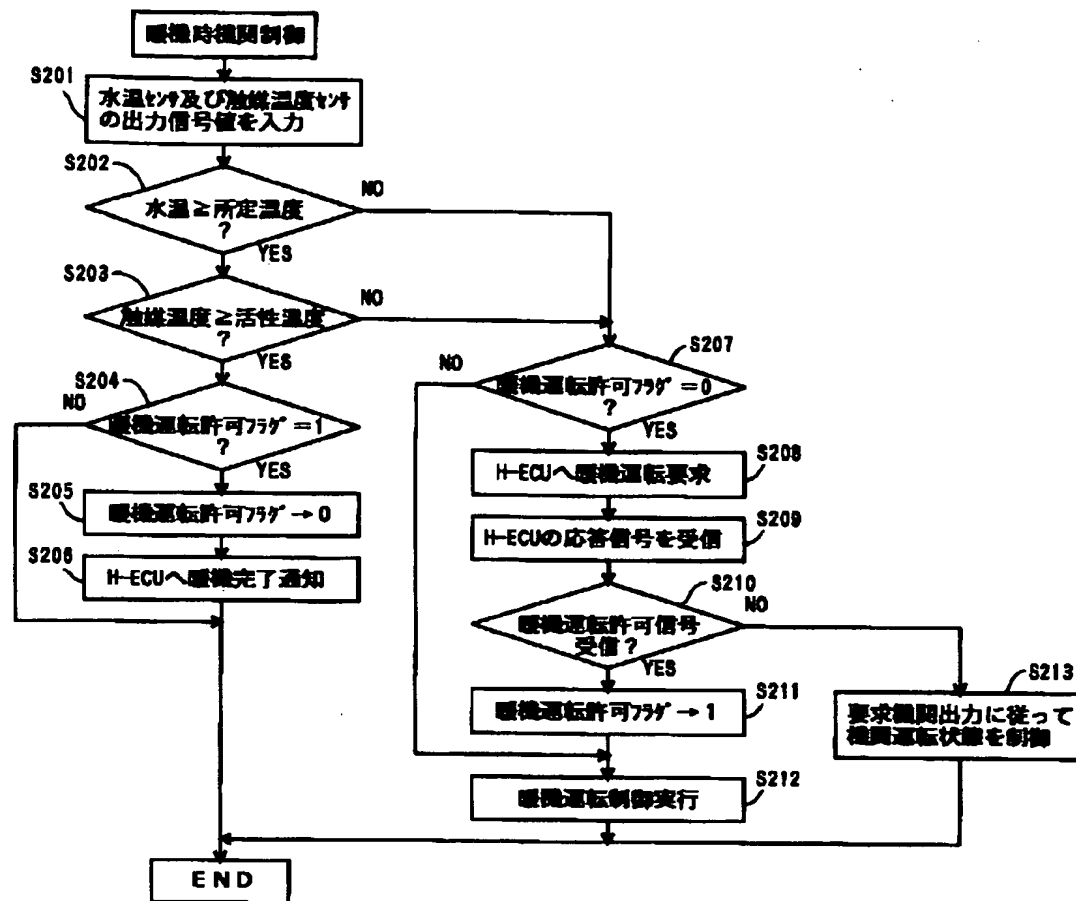 暖機時機関制御
S201
水温センサ及び触媒温度センサ
の出力信号値を入力
S202
水温≧所定温度
?
NO
YES
S203
触媒温度≧活性温度
?
NO
YES
S204
暖機運転許可フラグ=1
?
NO
YES
S205
暖機運転許可フラグ→0
S206
H-ECUへ暖機完了通知
S207
暖機運転許可フラグ=0
?
NO
YES
S208
H-ECUへ暖機運転要求
S209
H-ECUの応答信号を受信
S210
暖機運転許可信号
受信?
NO
YES
S211
暖機運転許可フラグ→1
S212
暖機運転制御実行
S213
要求機関出力に従って
機関運転状態を制御
END